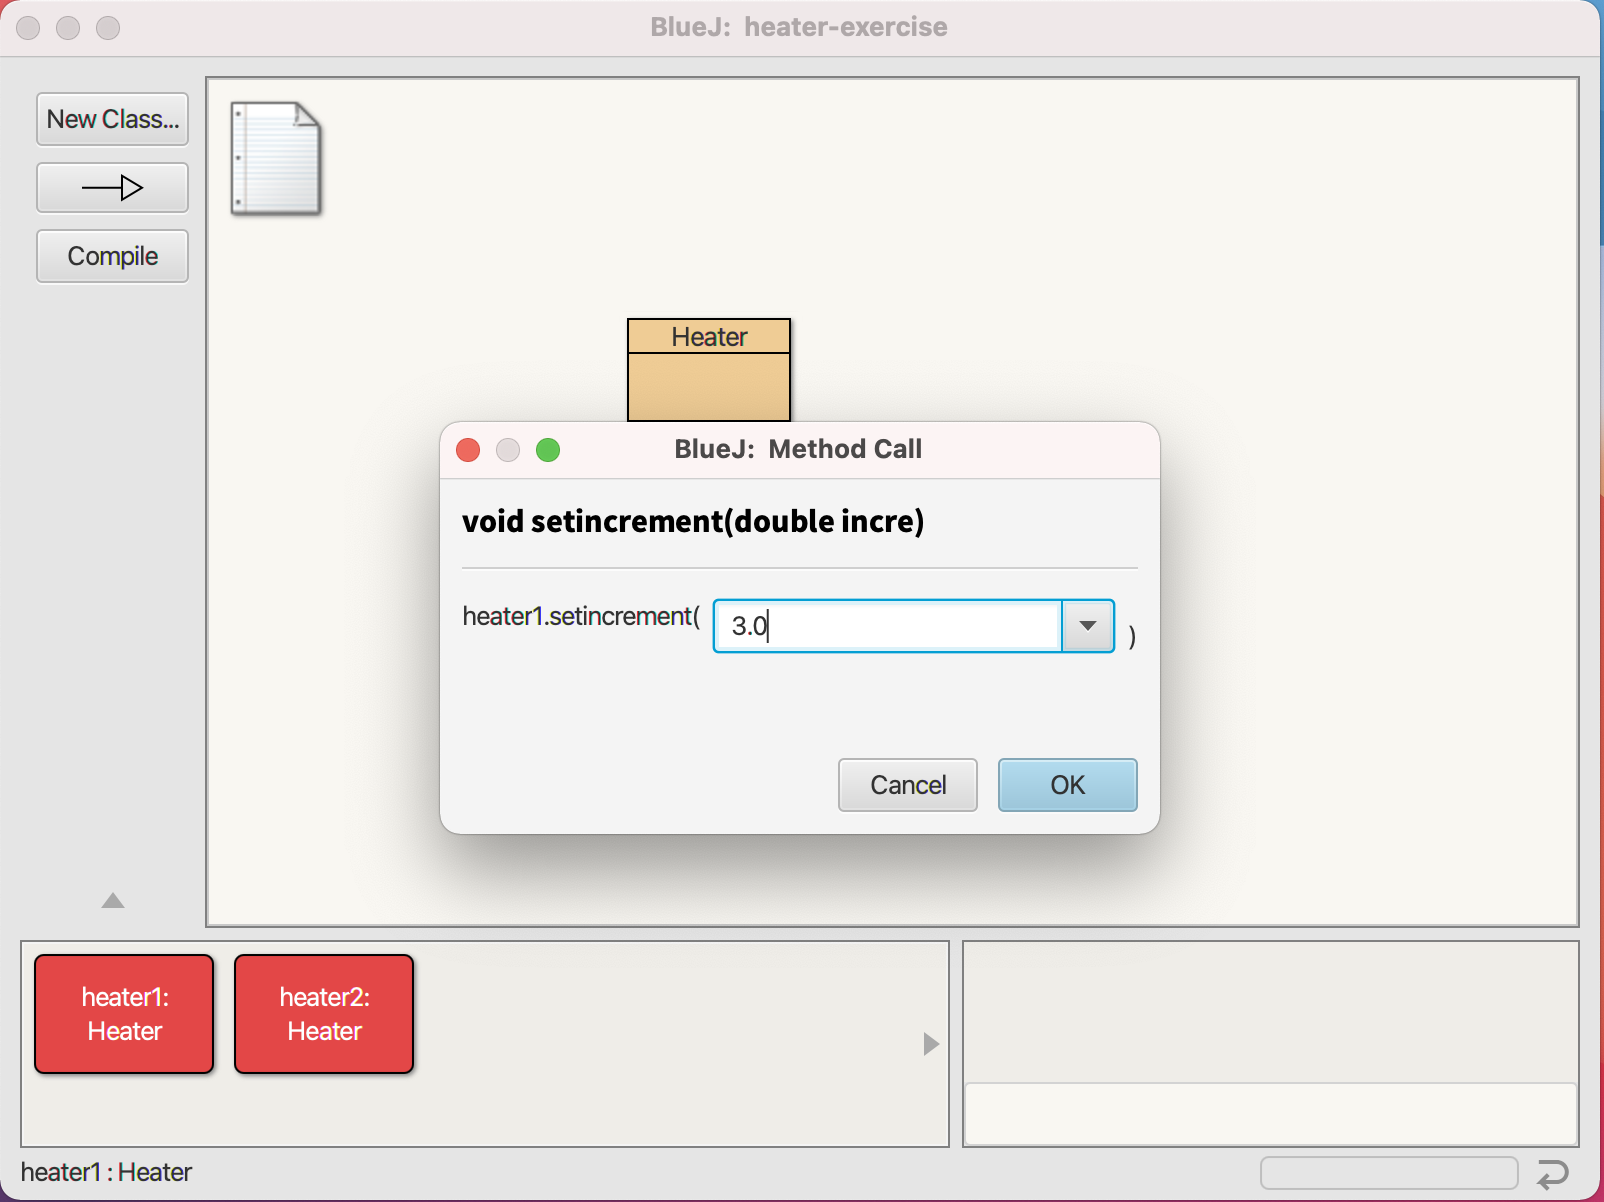 BlueJ: heater-exercise
New Class...
Compile
Heater
BlueJ: Method Call
void setincrement(double incre)
heater1.setincrement( 3.0 )
Cancel OK
heater1:
Heater
heater2:
Heater
heater1 : Heater